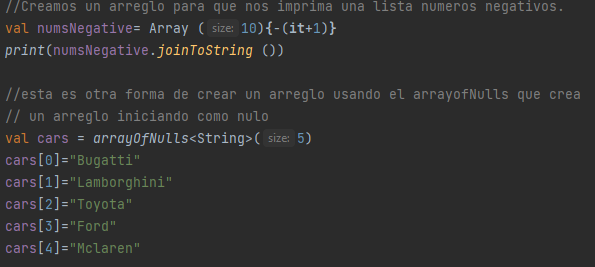 //Creamos un arreglo para que nos imprima una lista numeros negativos.
val numsNegative= Array (size:10){-(it+1)}
print(numsNegative.joinToString ())
//esta es otra forma de crear un arreglo usando el arrayofNulls que crea
// un arreglo iniciando como nulo
val cars = arrayOfNulls<String>(size:5)
cars[0]="Bugatti"
cars[1]="Lamborghini"
cars[2]="Toyota"
cars[3]="Ford"
cars[4]="Mclaren"